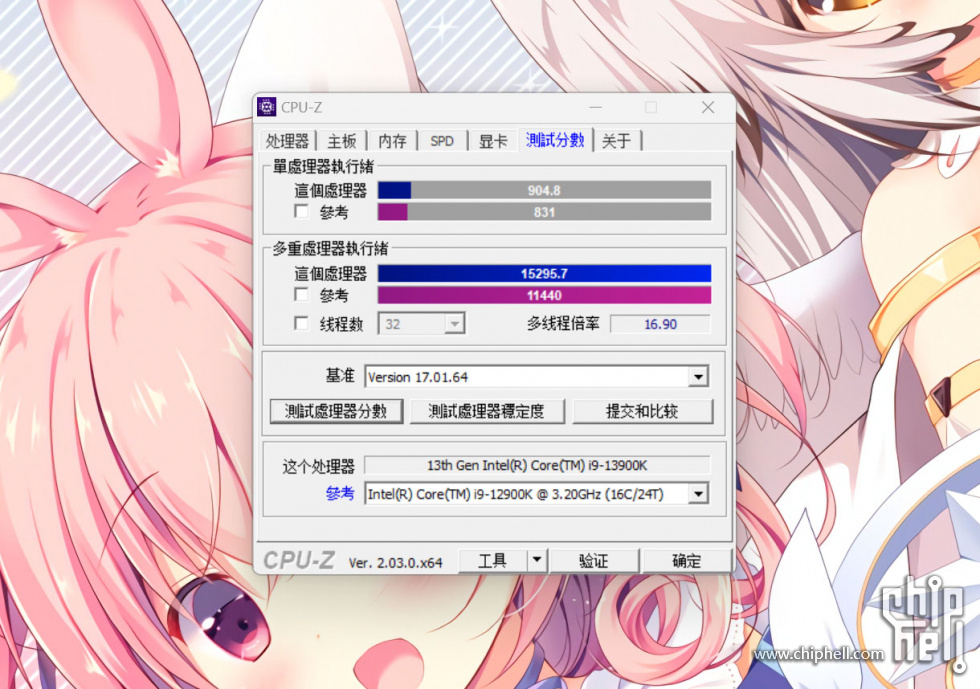 CPU-Z
处理器 主板 内存 SPD 显卡 測試分數 关于
單處理器執行緒
這個處理器 904.8
參考 831
多重處理器執行緒
這個處理器 15295.7
參考 11440
线程数 32 多线程倍率 16.90
基准 Version 17.01.64
測試處理器分數 測試處理器穩定度 提交和比较
这个处理器 13th Gen Intel(R) Core(TM) i9-13900K
參考 Intel(R) Core(TM) i9-12900K @ 3.20GHz (16C/24T)
CPU-Z Ver. 2.03.0.x64 工具 验证 确定
chip
hell
www.chiphell.com